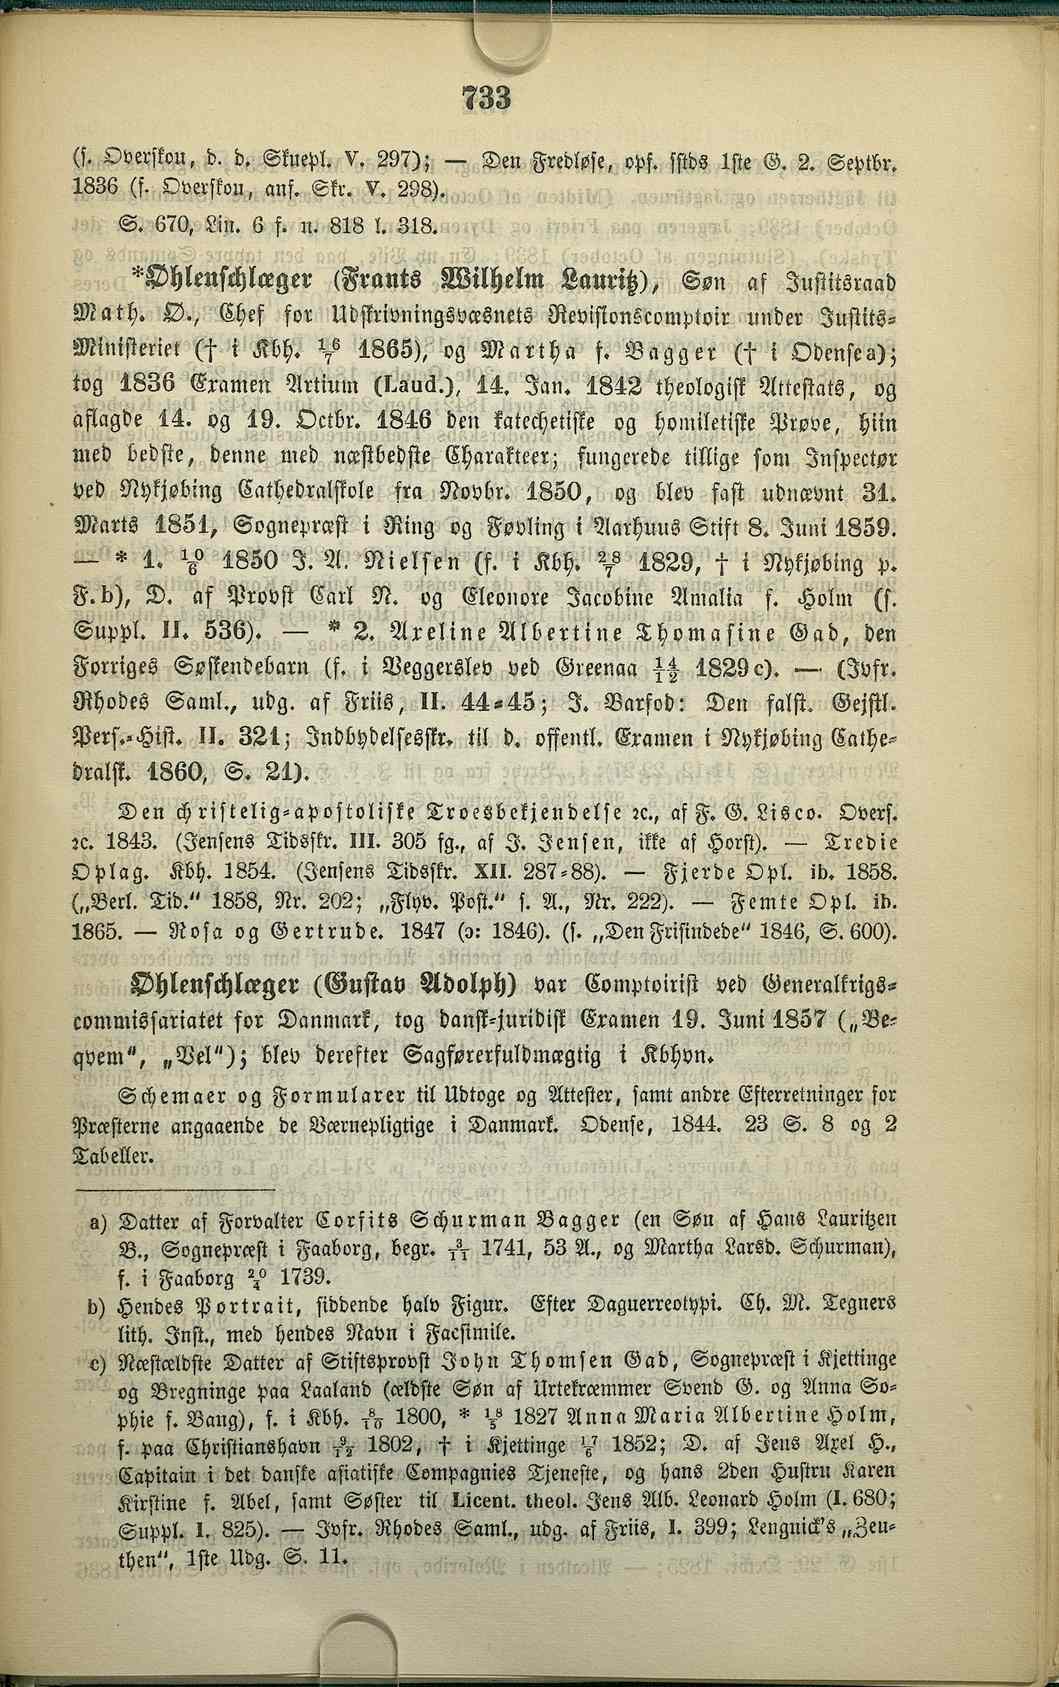 733
(s. Overskou, d. d. Skuepl. V. 297); — Den Fredløse, opf. sstds 1ste G. 2. Septbr.
1836 (s. Overskou, anf. Skr. V. 298).
S. 670, Lin. 6 f. n. 818 l. 318.
*Øhlenschlæger (Frants Wilhelm Lauritz), Søn af Justitsraad
Math. Ø., Chef for Udskrivningsvæsnets Revisionscomptoir under Justits-
Ministeriet († i Kbh. 16/7 1865), og Martha f. Bagger († i Odense a);
tog 1836 Examen Artium (Laud.), 14. Jan. 1842 theologisk Attestats, og
aflagde 14. og 19. Octbr. 1846 den katechetiske og homiletiske Prøve, hiin
med bedste, denne med næstbedste Charakteer; fungerede tillige som Inspectør
ved Nykjøbing Cathedralskole fra Novbr. 1850, og blev fast udnævnt 31.
Marts 1851, Sognepræst i Ring og Føvling i Aarhuus Stift 8. Juni 1859.
— * 1. 10/6 1850 J. A. Nielsen (f. i Kbh. 28/7 1829, † i Nykjøbing p.
F. b), D. af Provst Carl N. og Eleonore Jacobine Amalia f. Holm (s.
Suppl. II. 536). — * 2. Axeline Albertine Thomasine Gad, den
Forriges Søskendebarn (f. i Veggerslev ved Greenaa 14/12 1829 c). — (Jvfr.
Rhodes Saml., udg. af Friis, II. 44-45; J. Barfod: Den falst. Gejstl.
Pers.-Hist. II. 321; Indbydelsesskr. til d. offentl. Examen i Nykjøbing Cathe-
dralsk. 1860, S. 21).
Den christelig-apostoliske Troesbekjendelse ꝛc., af F. G. Lisco. Overs.
ꝛc. 1843. (Jensens Tidsskr. III. 305 fg., af J. Jensen, ikke af Horst). — Tredie
Oplag. Kbh. 1854. (Jensens Tidsskr. XII. 287-88). — Fjerde Opl. ib. 1858.
(„Berl. Tid.“ 1858, Nr. 202; „Flyv. Post.“ s. A., Nr. 222). — Femte Opl. ib.
1865. — Rosa og Gertrude. 1847 (ɔ: 1846). (s. „Den Frisindede“ 1846, S. 600).
Øhlenschlæger (Gustav Adolph) var Comptoirist ved Generalkrigs-
commissariatet for Danmark, tog dansk-juridisk Examen 19. Juni 1857 („Be-
qvem“, „Vel“); blev derefter Sagførerfuldmægtig i Kbhvn.
Schemaer og Formularer til Udtoge og Attester, samt andre Efterretninger for
Præsterne angaaende de Værnepligtige i Danmark. Odense, 1844. 23 S. 8 og 2
Tabeller.
a) Datter af Forvalter Corfits Schurman Bagger (en Søn af Hans Lauritzen
B., Sognepræst i Faaborg, begr. 3/11 1741, 53 A., og Martha Larsd. Schurman),
f. i Faaborg 20/4 1739.
b) Hendes Portrait, siddende halv Figur. Efter Daguerreotypi. Ch. M. Tegners
lith. Inst., med hendes Navn i Facsimile.
c) Næstældste Datter af Stiftsprovst John Thomsen Gad, Sognepræst i Kjettinge
og Bregninge paa Laaland (ældste Søn af Urtekræmmer Svend G. og Anna So-
phie f. Bang), f. i Kbh. 8/10 1800, * 18/5 1827 Anna Maria Albertine Holm,
f. paa Christianshavn 9/12 1802, † i Kjettinge 17/6 1852; D. af Jens Axel H.,
Capitain i det danske asiatiske Compagnies Tjeneste, og hans 2den Hustru Karen
Kirstine f. Abel, samt Søster til Licent. theol. Jens Alb. Leonard Holm (I. 680;
Suppl. I. 825). — Jvfr. Rhodes Saml., udg. af Friis, I. 399; Lengnick's „Zeu-
then“, 1ste Udg. S. 11.